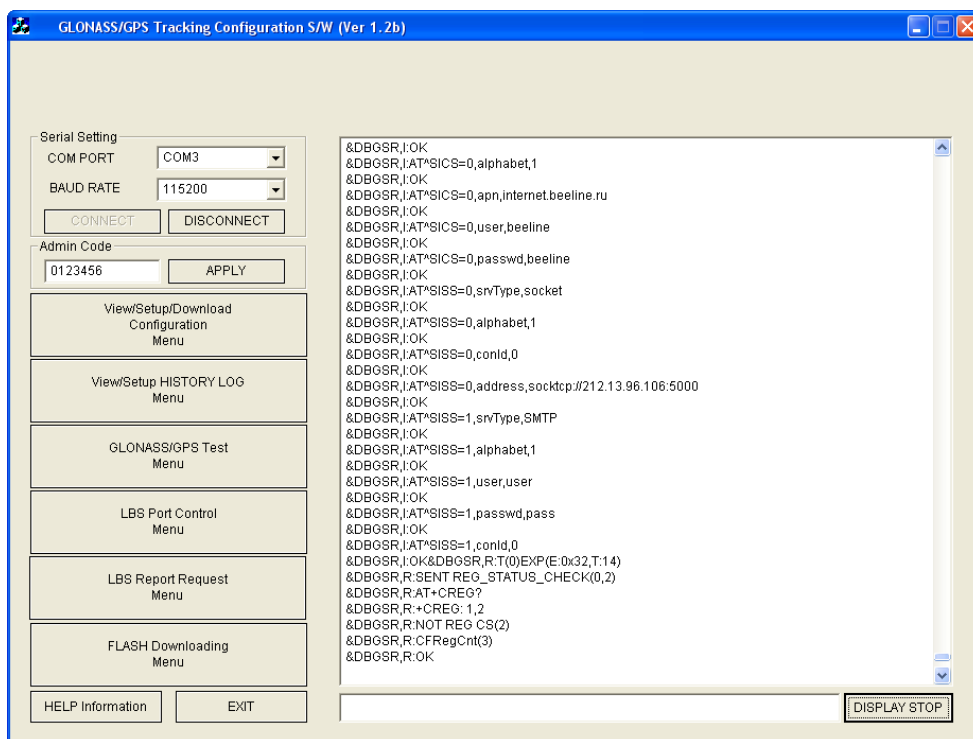 GLONASS/GPS Tracking Configuration S/W (Ver 1.2b)
Serial Setting
COM PORT
COM3
BAUD RATE
115200
CONNECT
DISCONNECT
Admin Code
0123456
APPLY
View/Setup/Download
Configuration
Menu
View/Setup HISTORY LOG
Menu
GLONASS/GPS Test
Menu
LBS Port Control
Menu
LBS Report Request
Menu
FLASH Downloading
Menu
HELP Information
EXIT
&DBGSR,I:OK
&DBGSR,I:AT^SICS=0,alphabet,1
&DBGSR,I:OK
&DBGSR,I:AT^SICS=0,apn,internet.beeline.ru
&DBGSR,I:OK
&DBGSR,I:AT^SICS=0,user,beeline
&DBGSR,I:OK
&DBGSR,I:AT^SICS=0,passwd,beeline
&DBGSR,I:OK
&DBGSR,I:AT^SISS=0,srvType,socket
&DBGSR,I:OK
&DBGSR,I:AT^SISS=0,alphabet,1
&DBGSR,I:OK
&DBGSR,I:AT^SISS=0,conId,0
&DBGSR,I:OK
&DBGSR,I:AT^SISS=0,address,socktcp://212.13.96.106:5000
&DBGSR,I:OK
&DBGSR,I:AT^SISS=1,srvType,SMTP
&DBGSR,I:OK
&DBGSR,I:AT^SISS=1,alphabet,1
&DBGSR,I:OK
&DBGSR,I:AT^SISS=1,user,user
&DBGSR,I:OK
&DBGSR,I:AT^SISS=1,passwd,pass
&DBGSR,I:OK
&DBGSR,I:AT^SISS=1,conId,0
&DBGSR,I:OK&DBGSR,R:T(0)EXP(E:0x32,T:14)
&DBGSR,R:SENT REG_STATUS_CHECK(0,2)
&DBGSR,R:AT+CREG?
&DBGSR,R:+CREG: 1,2
&DBGSR,R:NOT REG CS(2)
&DBGSR,R:CFRegCnt(3)
&DBGSR,R:OK
DISPLAY STOP